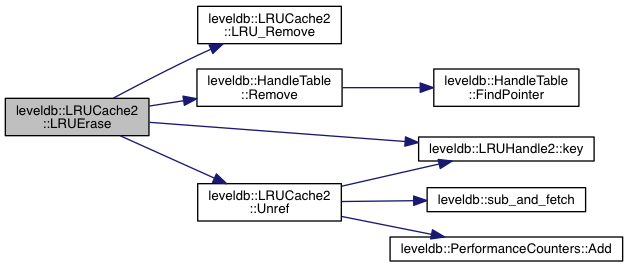 leveldb::LRUCache2
::LRU_Remove
leveldb::HandleTable
::Remove
leveldb::HandleTable
::FindPointer
leveldb::LRUCache2
::LRUErase
leveldb::LRUHandle2::key
leveldb::LRUCache2
::Unref
leveldb::sub_and_fetch
leveldb::PerformanceCounters::Add